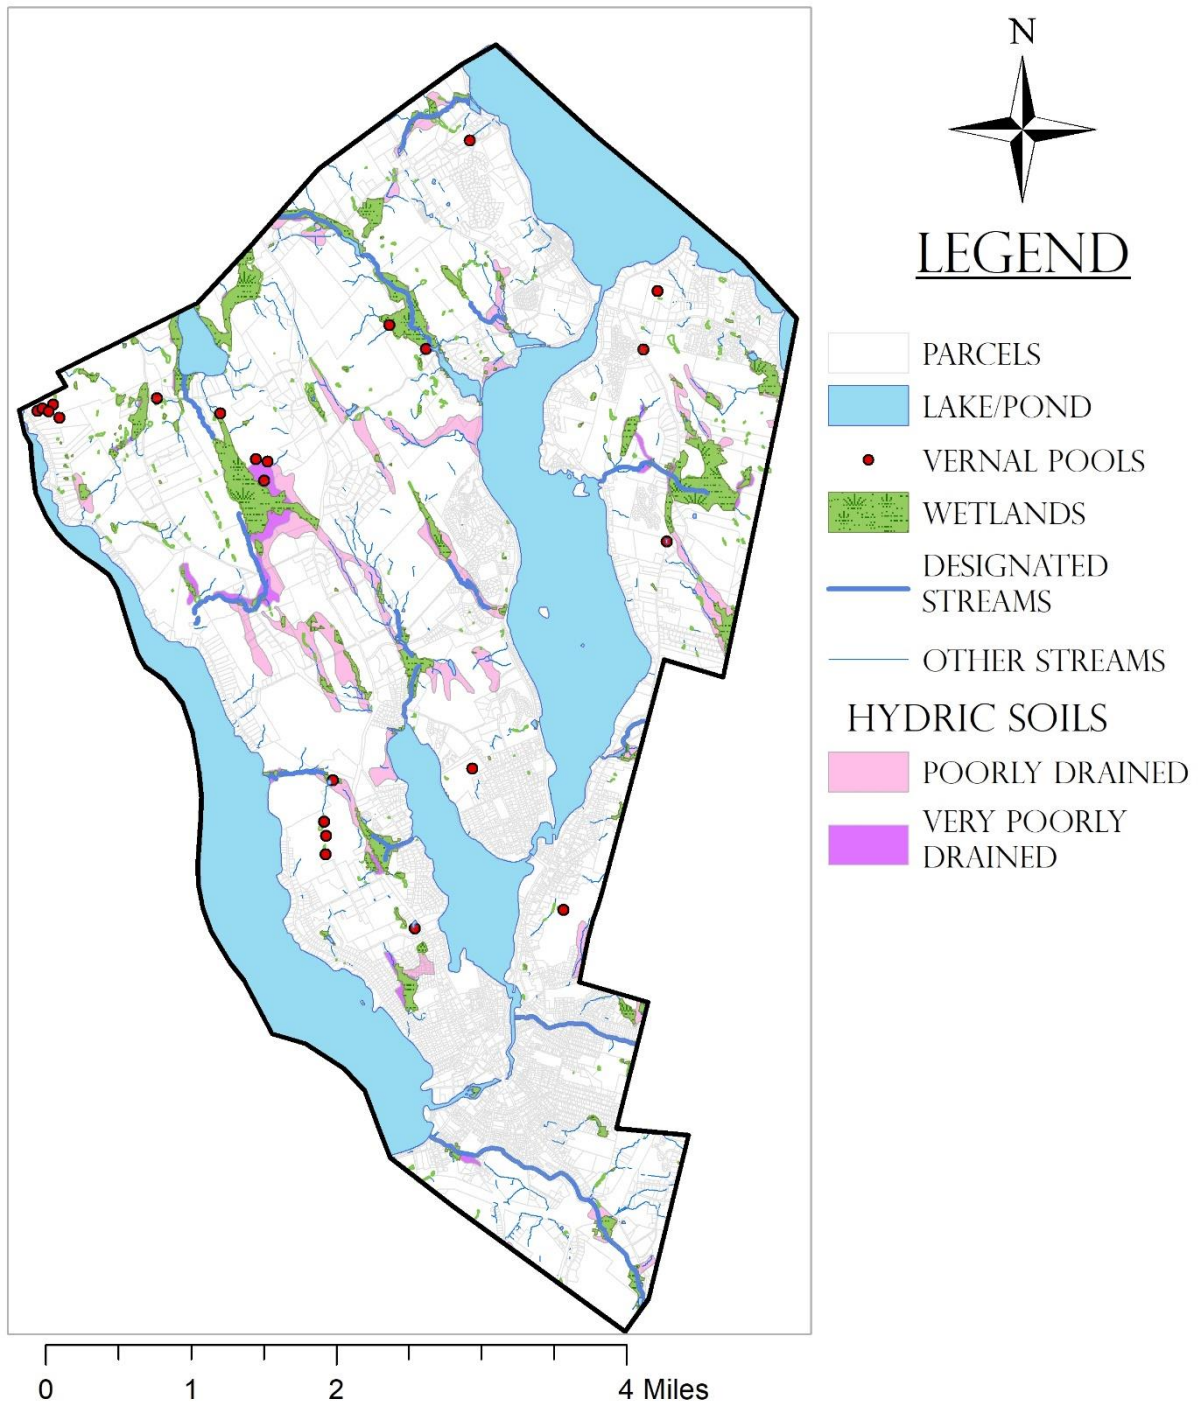 N
LEGEND
PARCELS
LAKE/POND
VERNAL POOLS
WETLANDS
DESIGNATED
STREAMS
OTHER STREAMS
HYDRIC SOILS
POORLY DRAINED
VERY POORLY
DRAINED
0 1 2 4 Miles